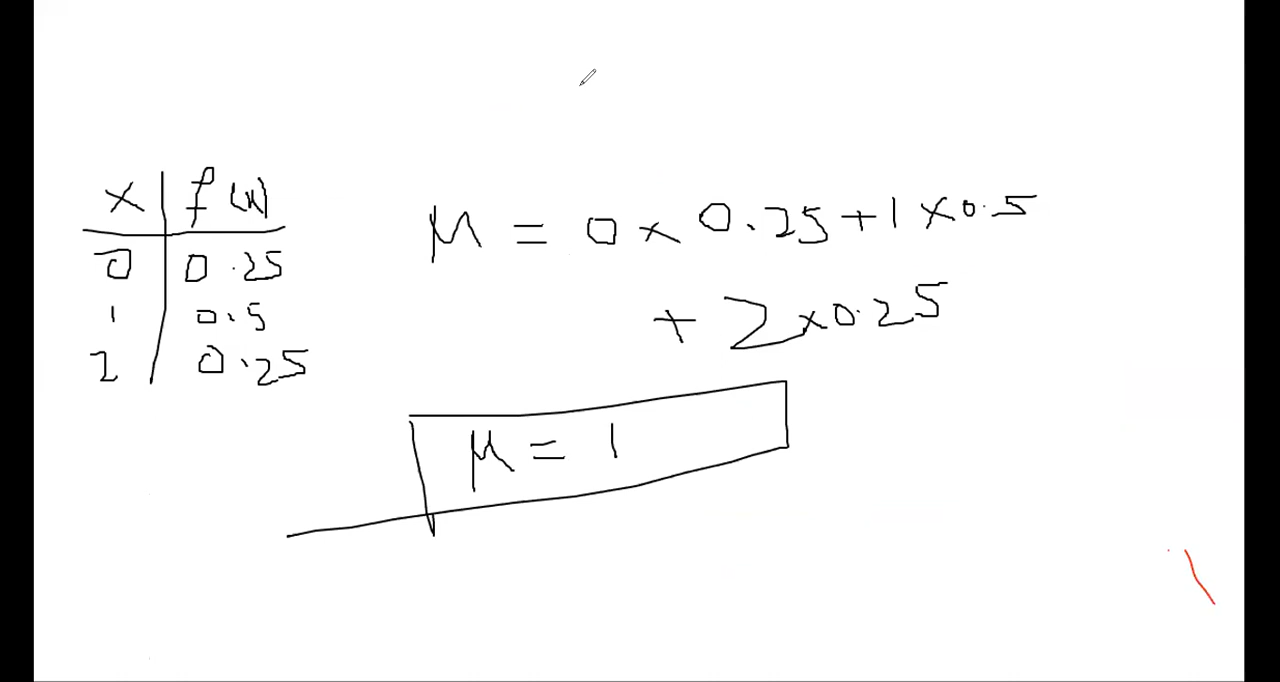 x f(x)
0 0.25
1 0.5
2 0.25
μ = 0 × 0.25 + 1 × 0.5
+ 2 × 0.25
μ = 1